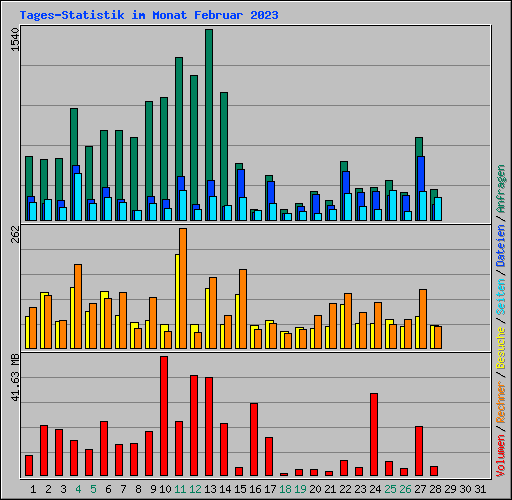 Tages-Statistik im Monat Februar 2023
1540
262
41.63 MB
Volumen / Rechner / Besuche / Seiten / Dateien / Anfragen
1 2 3 4 5 6 7 8 9 10 11 12 13 14 15 16 17 18 19 20 21 22 23 24 25 26 27 28 29 30 31